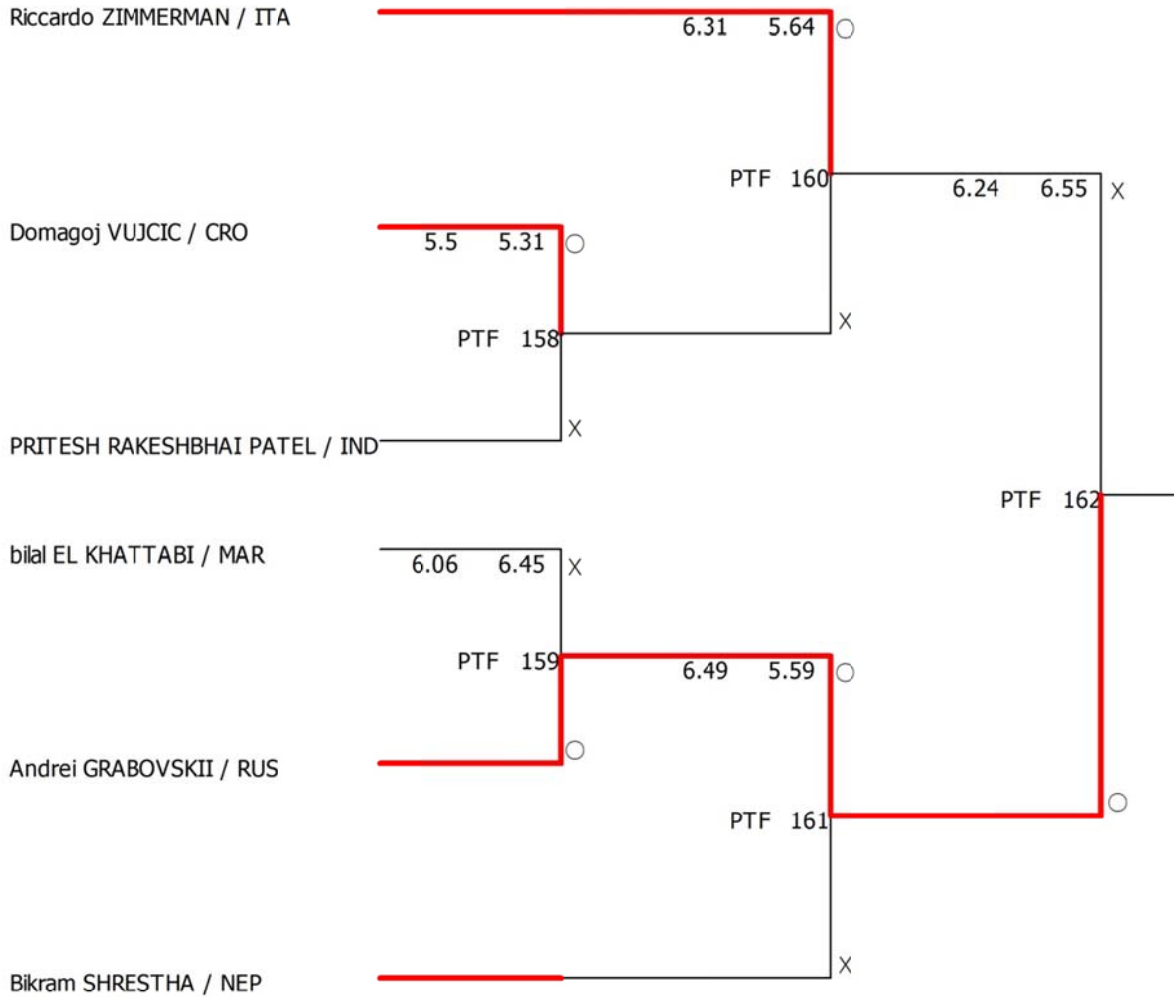 Riccardo ZIMMERMAN / ITA
6.31 5.64 O
PTF 160
6.24 6.55 X
Domagoj VUJCIC / CRO
5.5 5.31 O
PTF 158
X
X
PRITESH RAKESHBHAI PATEL / IND
PTF 162
bilal EL KHATTABI / MAR
6.06 6.45 X
PTF 159
6.49 5.59 O
O
Andrei GRABOVSKII / RUS
O
PTF 161
X
Bikram SHRESTHA / NEP